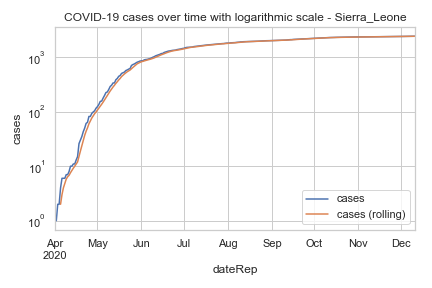 COVID-19 cases over time with logarithmic scale - Sierra_Leone
cases
10³
10²
10¹
10⁰
cases
cases (rolling)
Apr May Jun Jul Aug Sep Oct Nov Dec
2020
dateRep